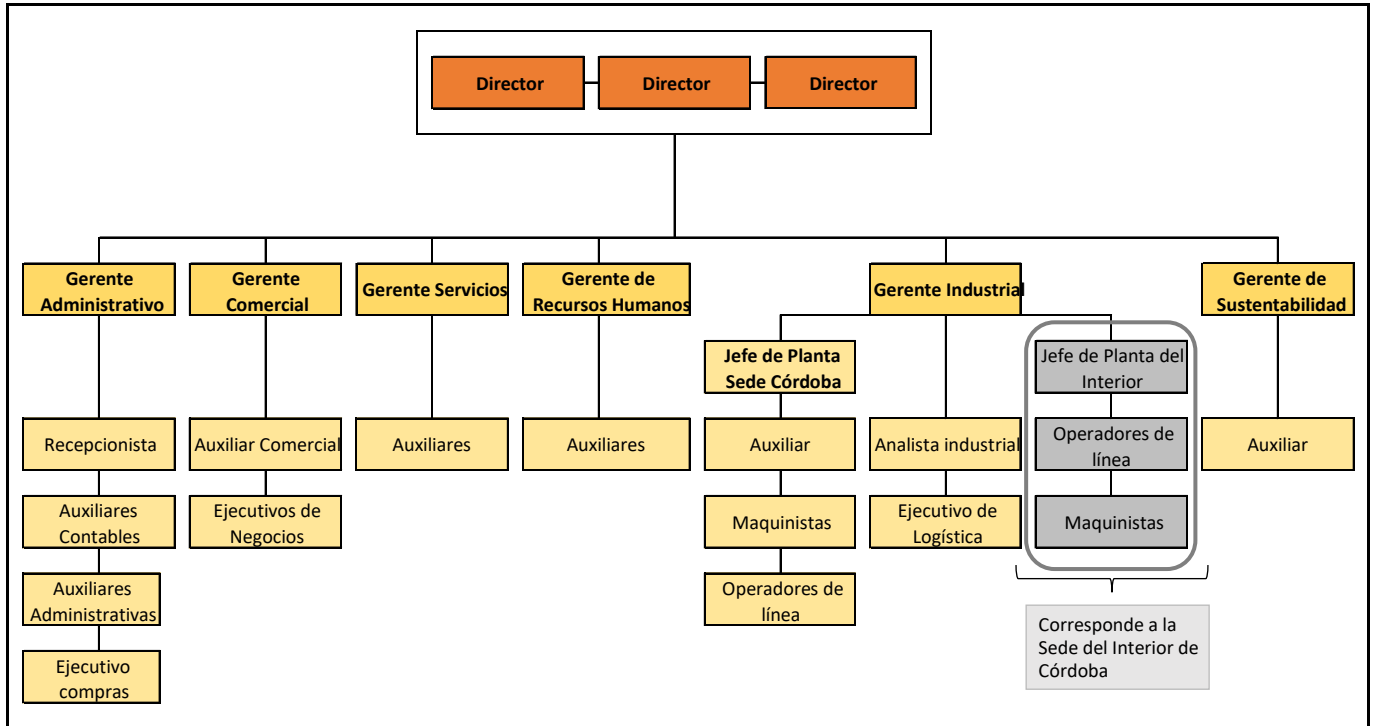 Director
Director
Director
Gerente
Administrativo
Gerente
Comercial
Gerente Servicios
Gerente de
Recursos Humanos
Gerente Industrial
Gerente de
Sustentabilidad
Jefe de Planta
Sede Córdoba
Jefe de Planta del
Interior
Recepcionista
Auxiliar Comercial
Auxiliares
Auxiliares
Auxiliar
Analista industrial
Operadores de
línea
Auxiliar
Auxiliares
Contables
Ejecutivos de
Negocios
Maquinistas
Ejecutivo de
Logística
Maquinistas
Auxiliares
Administrativas
Operadores de
línea
Corresponde a la
Sede del Interior de
Córdoba
Ejecutivo
compras